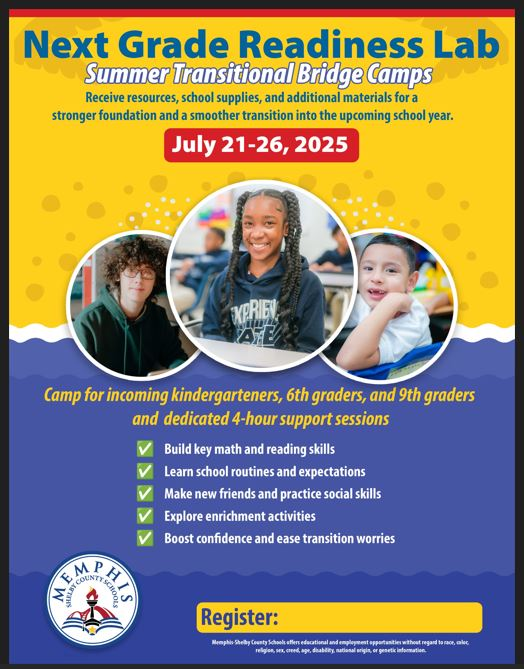 Next Grade Readiness Lab
Summer Transitional Bridge Camps
Receive resources, school supplies, and additional materials for a
stronger foundation and a smoother transition into the upcoming school year.
July 21-26, 2025
Camp for incoming kindergarteners, 6th graders, and 9th graders
and dedicated 4-hour support sessions
Build key math and reading skills
Learn school routines and expectations
Make new friends and practice social skills
Explore enrichment activities
Boost confidence and ease transition worries
MEMPHIS
SHELBY COUNTY SCHOOLS
Register:
Memphis-Shelby County Schools offers educational and employment opportunities without regard to race, color,
religion, sex, creed, age, disability, national origin, or genetic information.